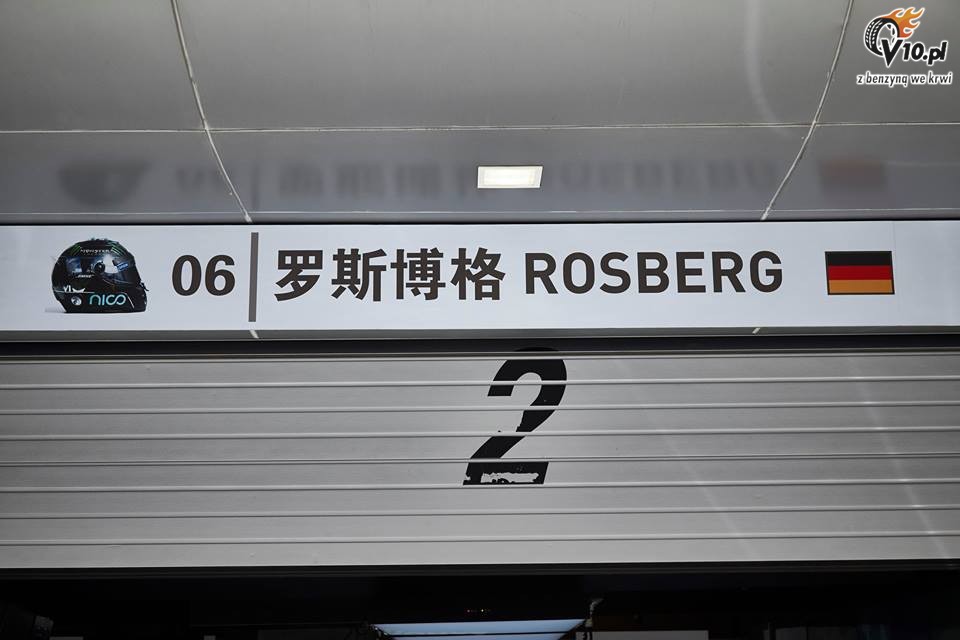 V10.pl
z benzyną we krwi
06 | 罗斯博格 ROSBERG
nico
2